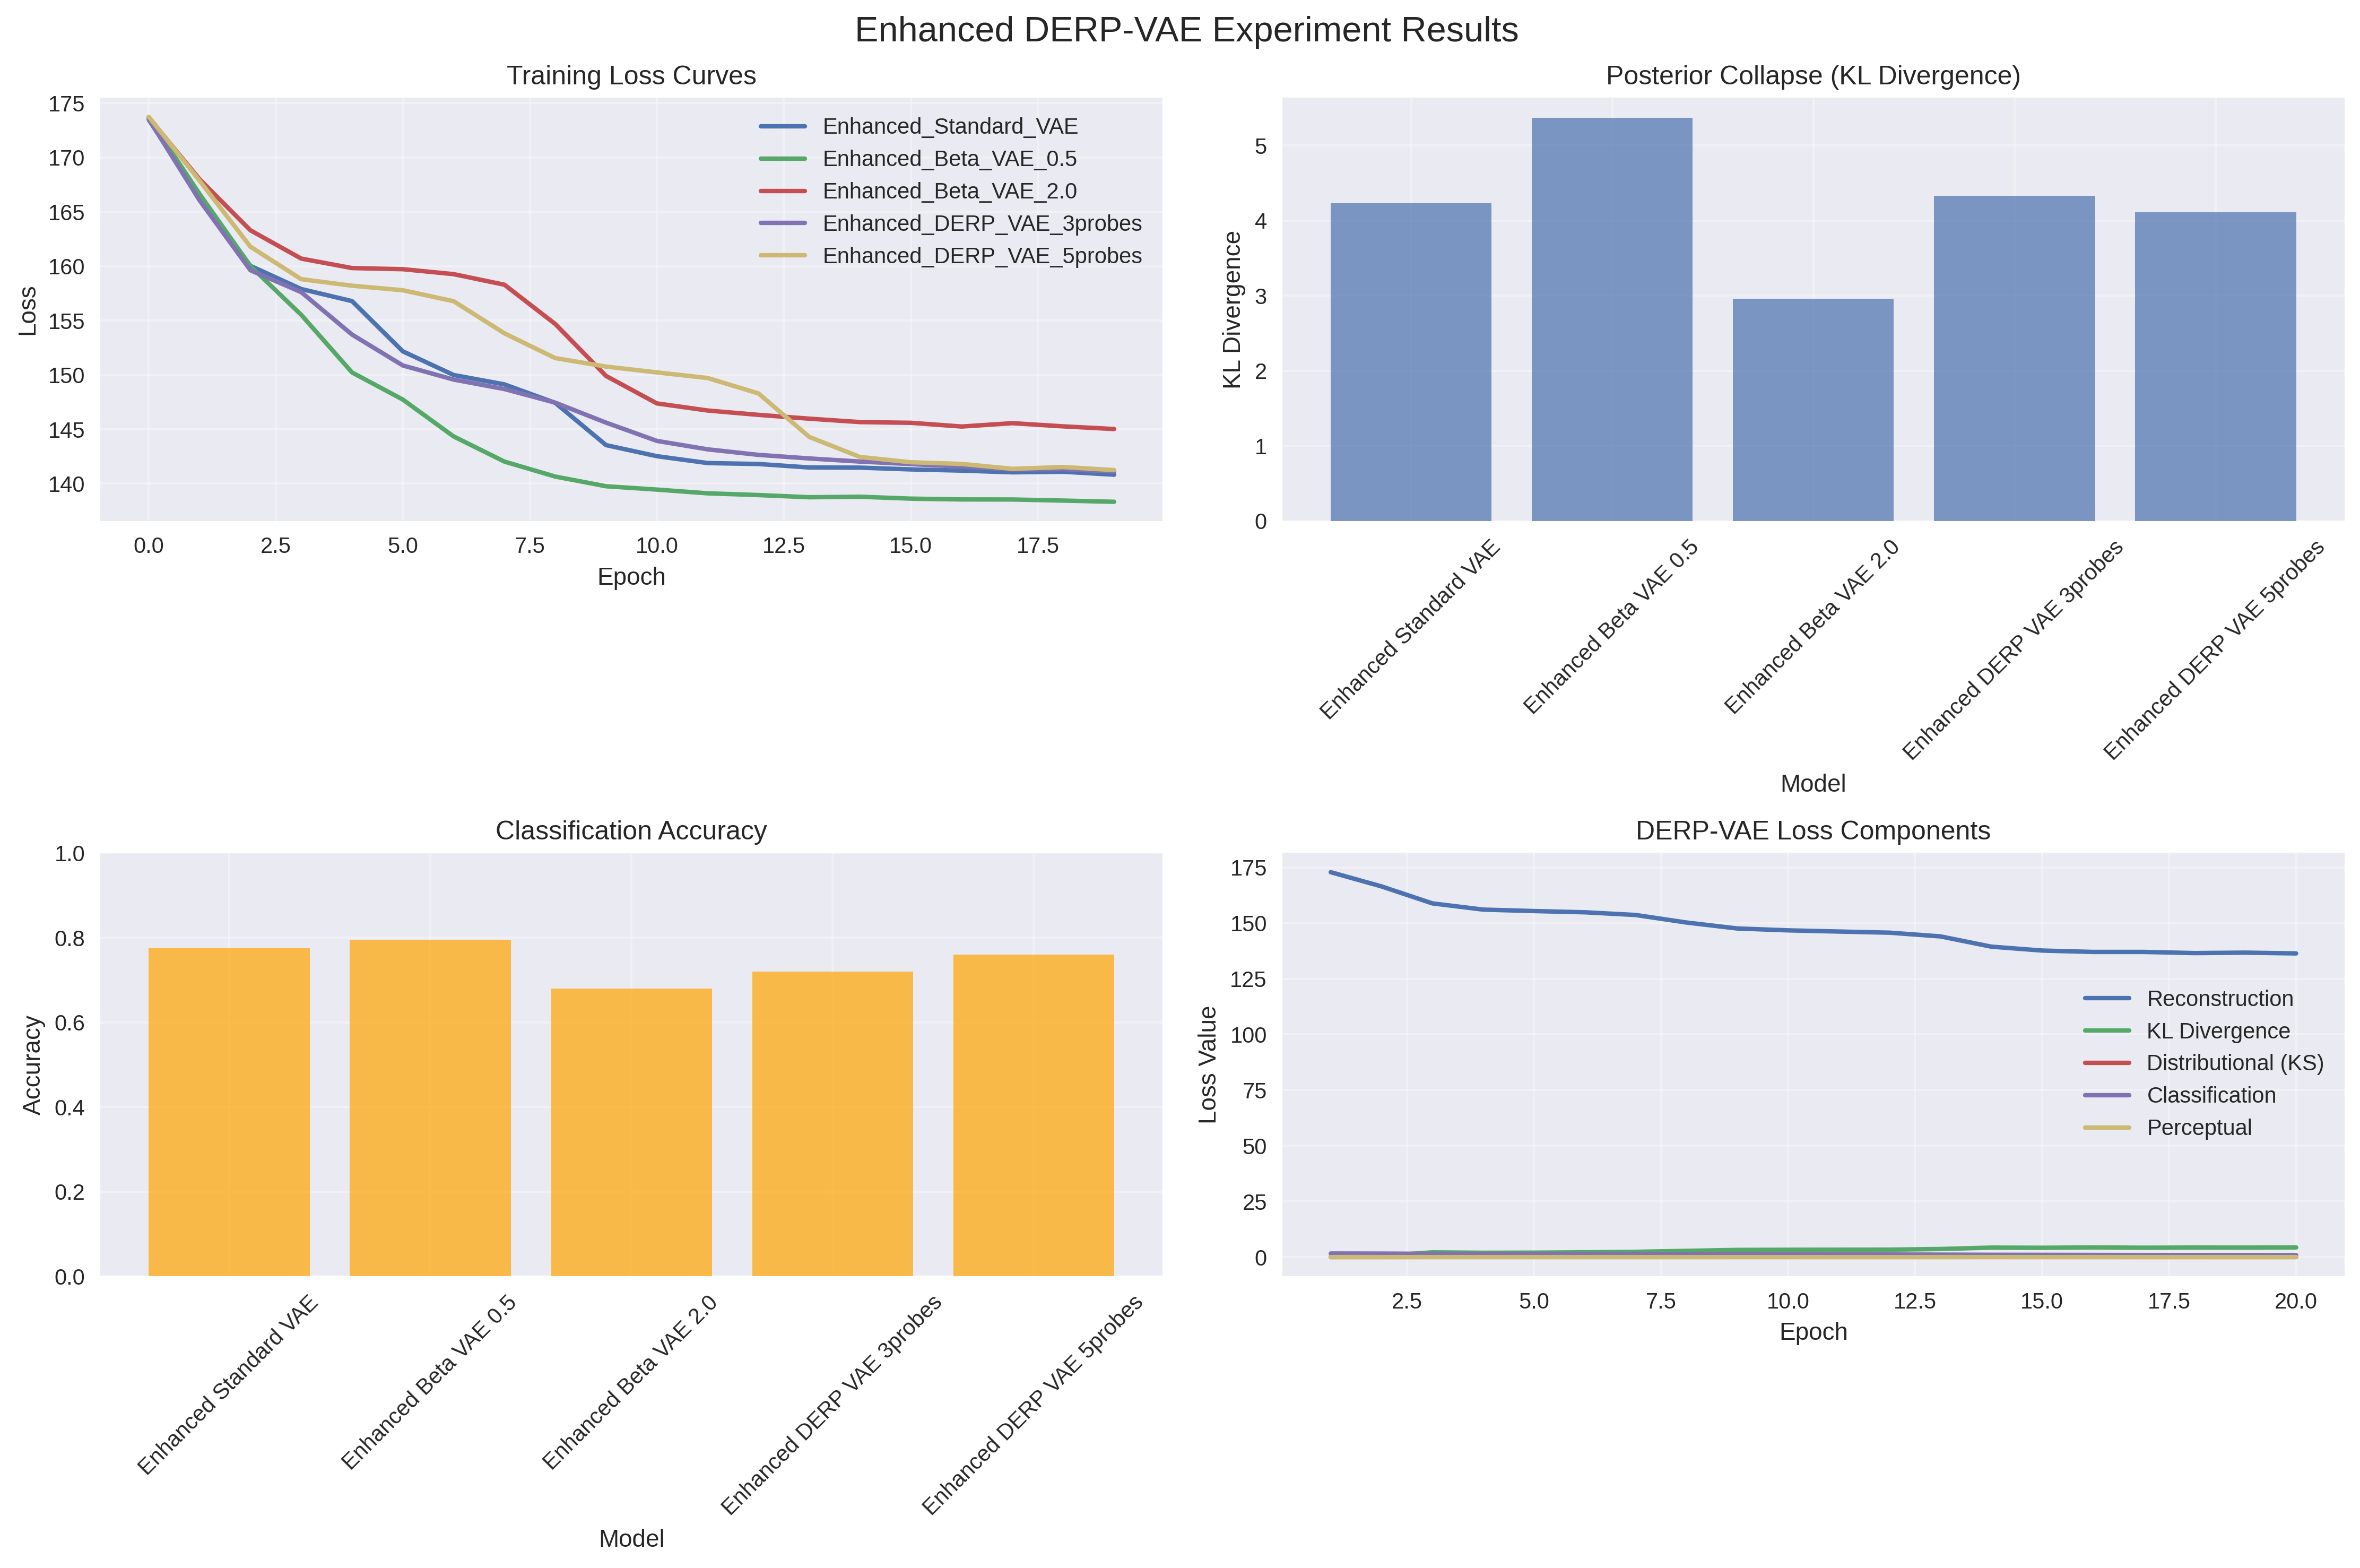 Enhanced DERP-VAE Experiment Results
Training Loss Curves
175
170
165
160
155
150
145
140
Loss
0.0 2.5 5.0 7.5 10.0 12.5 15.0 17.5
Epoch
Enhanced_Standard_VAE
Enhanced_Beta_VAE_0.5
Enhanced_Beta_VAE_2.0
Enhanced_DERP_VAE_3probes
Enhanced_DERP_VAE_5probes
Posterior Collapse (KL Divergence)
5
4
3
2
1
0
KL Divergence
Enhanced Standard VAE
Enhanced Beta VAE 0.5
Enhanced Beta VAE 2.0
Enhanced DERP VAE 3probes
Enhanced DERP VAE 5probes
Model
Classification Accuracy
1.0
0.8
0.6
0.4
0.2
0.0
Accuracy
Enhanced Standard VAE
Enhanced Beta VAE 0.5
Enhanced Beta VAE 2.0
Enhanced DERP VAE 3probes
Enhanced DERP VAE 5probes
Model
DERP-VAE Loss Components
175
150
125
100
75
50
25
0
Loss Value
Reconstruction
KL Divergence
Distributional (KS)
Classification
Perceptual
2.5 5.0 7.5 10.0 12.5 15.0 17.5 20.0
Epoch